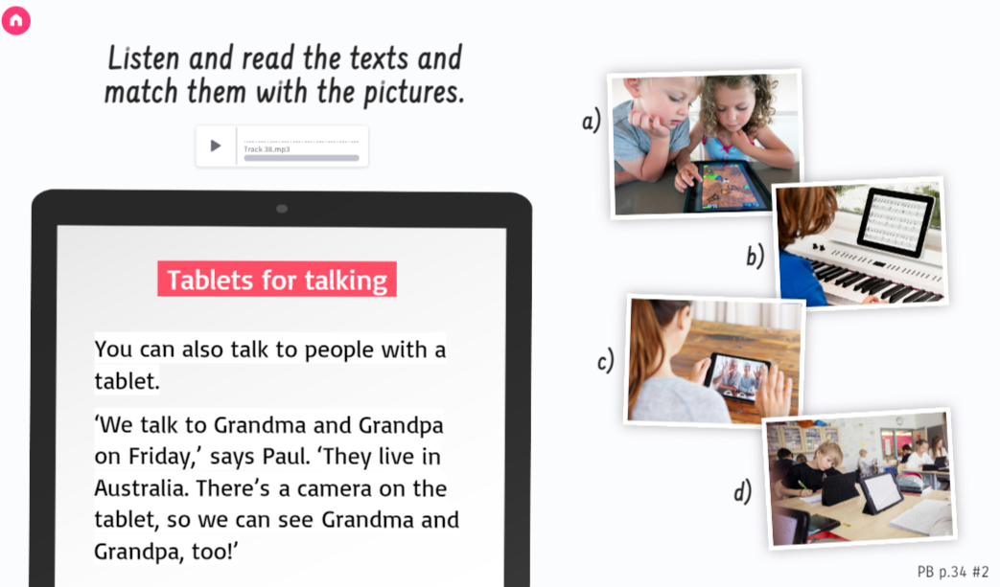 Listen and read the texts and
match them with the pictures.
Track 38.mp3
Tablets for talking
You can also talk to people with a
tablet.
‘We talk to Grandma and Grandpa
on Friday,’ says Paul. ‘They live in
Australia. There’s a camera on the
tablet, so we can see Grandma and
Grandpa, too!’
a)
b)
c)
d)
PB p.34 #2